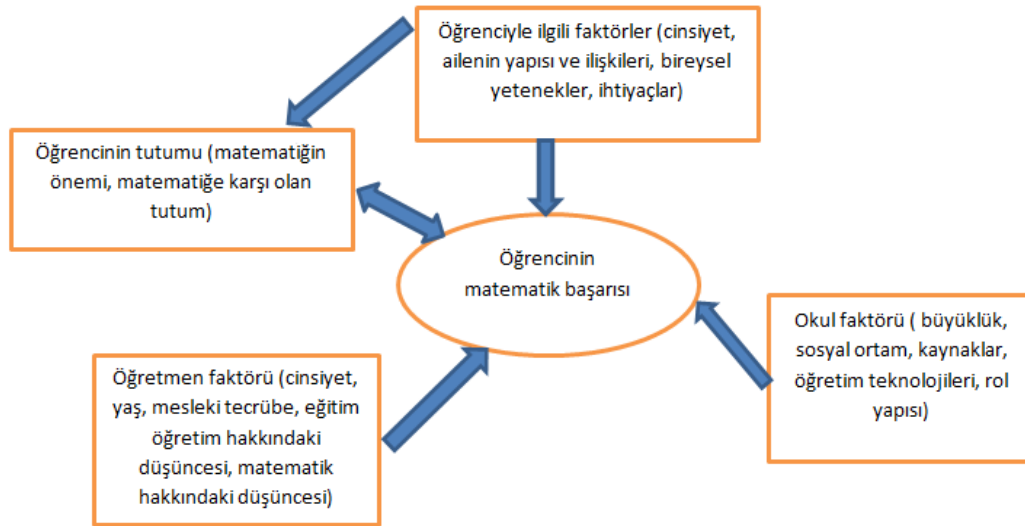 Öğrenciyle ilgili faktörler (cinsiyet,
ailenin yapısı ve ilişkileri, bireysel
yetenekler, ihtiyaçlar)
Öğrencinin tutumu (matematiğin
önemi, matematiğe karşı olan
tutum)
Öğrencinin
matematik başarısı
Okul faktörü ( büyüklük,
sosyal ortam, kaynaklar,
öğretim teknolojileri, rol
yapısı)
Öğretmen faktörü (cinsiyet,
yaş, mesleki tecrübe, eğitim
öğretim hakkındaki
düşüncesi, matematik
hakkındaki düşüncesi)